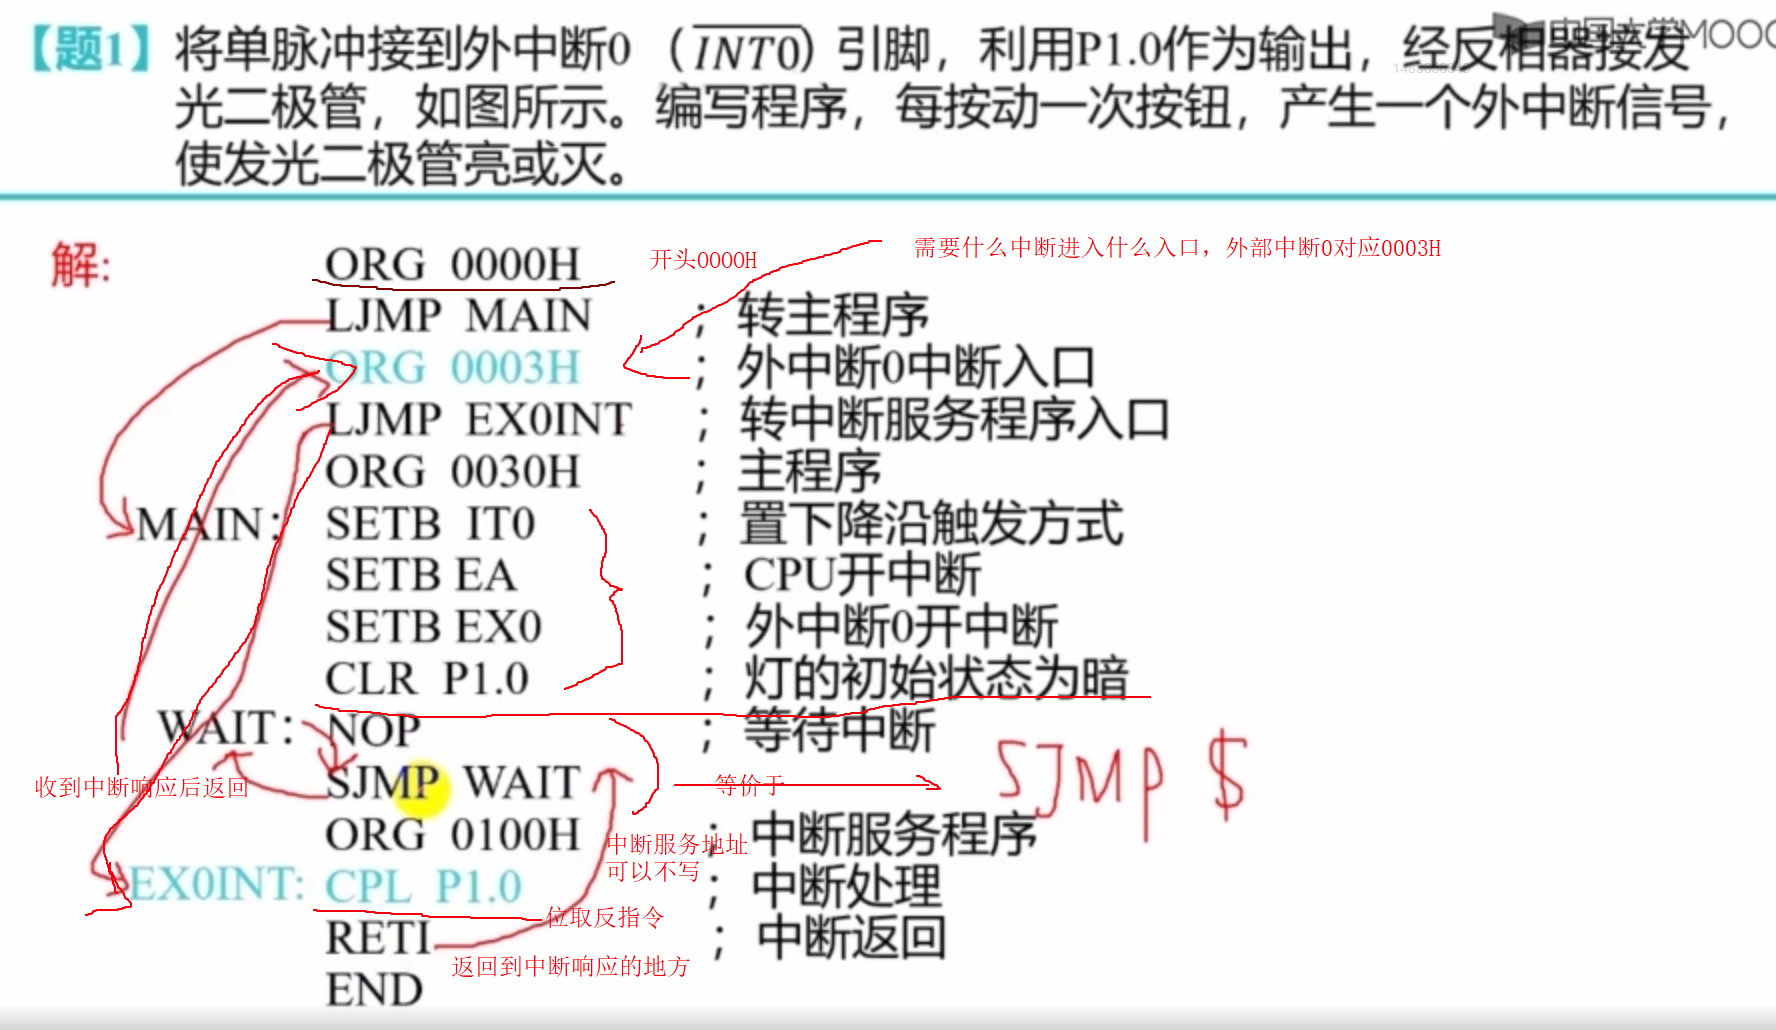 中国大学MOOC
【题1】将单脉冲接到外中断0 （INT0）引脚，利用P1.0作为输出，经反相器接发
光二极管，如图所示。编写程序，每按动一次按钮，产生一个外中断信号，
使发光二极管亮或灭。
解:
ORG 0000H
开头0000H
需要什么中断进入什么入口，外部中断0对应0003H
LJMP MAIN ；转主程序
ORG 0003H ；外中断0中断入口
LJMP EX0INT ；转中断服务程序入口
ORG 0030H ；主程序
MAIN： SETB IT0 ；置下降沿触发方式
SETB EA ；CPU开中断
SETB EX0 ；外中断0开中断
CLR P1.0 ；灯的初始状态为暗
WAIT： NOP ；等待中断
SJMP WAIT
收到中断响应后返回
等价于
SJMP $
ORG 0100H ；中断服务程序
中断服务地址
可以不写
EX0INT: CPL P1.0 ；中断处理
位取反指令
RETI ；中断返回
返回到中断响应的地方
END